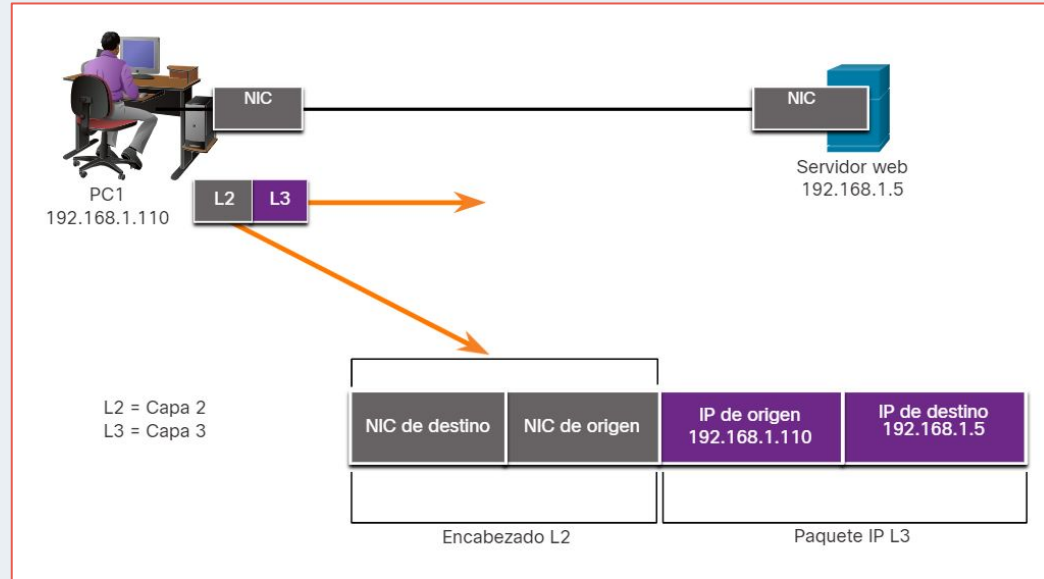 NIC
NIC
PC1
192.168.1.110
L2
L3
Servidor web
192.168.1.5
L2 = Capa 2
L3 = Capa 3
NIC de destino
NIC de origen
IP de origen
192.168.1.110
IP de destino
192.168.1.5
Encabezado L2
Paquete IP L3